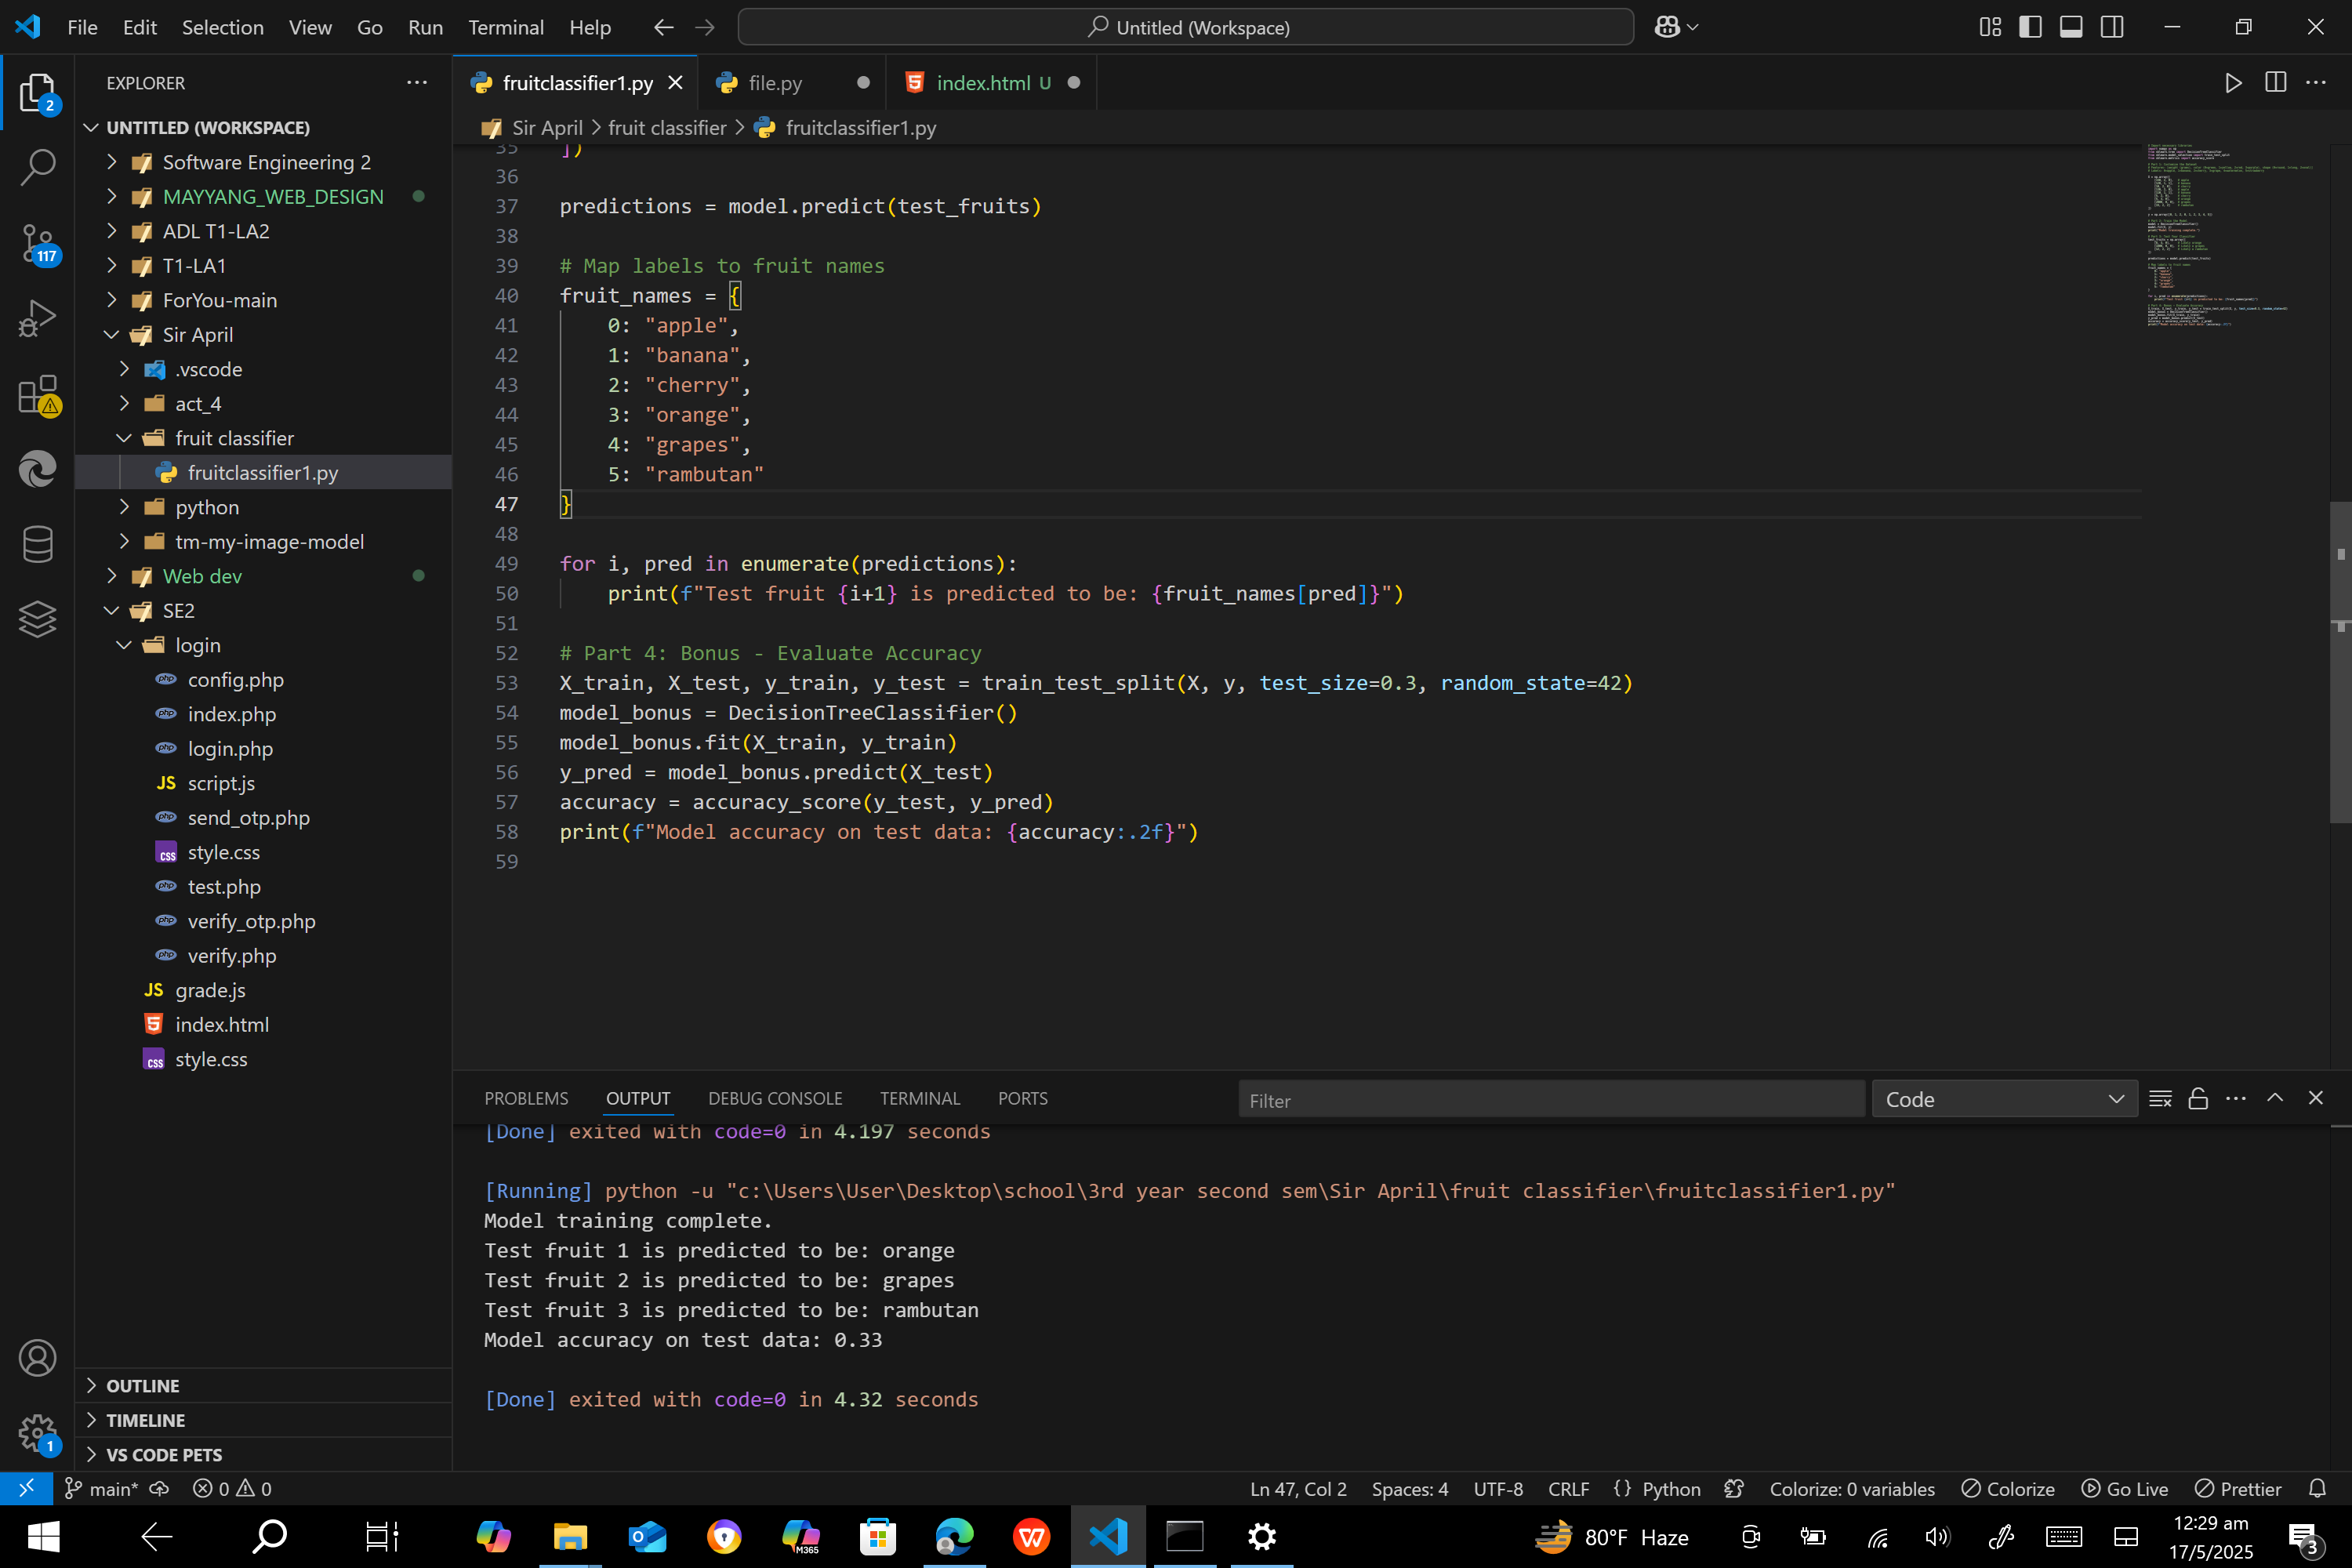 File Edit Selection View Go Run Terminal Help
Untitled (Workspace)
EXPLORER
UNTITLED (WORKSPACE)
Software Engineering 2
MAYYANG_WEB_DESIGN
ADL T1-LA2
T1-LA1
ForYou-main
Sir April
.vscode
act_4
fruit classifier
fruitclassifier1.py
python
tm-my-image-model
Web dev
SE2
login
php config.php
php index.php
php login.php
JS script.js
php send_otp.php
css style.css
php test.php
php verify_otp.php
php verify.php
JS grade.js
5 index.html
css style.css
OUTLINE
TIMELINE
VS CODE PETS
2
117
1
fruitclassifier1.py
file.py
5 index.html U
Sir April > fruit classifier > fruitclassifier1.py
35 ])
36
37 predictions = model.predict(test_fruits)
38
39 # Map labels to fruit names
40 fruit_names = {
41 0: "apple",
42 1: "banana",
43 2: "cherry",
44 3: "orange",
45 4: "grapes",
46 5: "rambutan"
47 }
48
49 for i, pred in enumerate(predictions):
50 print(f"Test fruit {i+1} is predicted to be: {fruit_names[pred]}")
51
52 # Part 4: Bonus - Evaluate Accuracy
53 X_train, X_test, y_train, y_test = train_test_split(X, y, test_size=0.3, random_state=42)
54 model_bonus = DecisionTreeClassifier()
55 model_bonus.fit(X_train, y_train)
56 y_pred = model_bonus.predict(X_test)
57 accuracy = accuracy_score(y_test, y_pred)
58 print(f"Model accuracy on test data: {accuracy:.2f}")
59
PROBLEMS OUTPUT DEBUG CONSOLE TERMINAL PORTS
Filter
Code
[Done] exited with code=0 in 4.197 seconds
[Running] python -u "c:\Users\User\Desktop\school\3rd year second sem\Sir April\fruit classifier\fruitclassifier1.py"
Model training complete.
Test fruit 1 is predicted to be: orange
Test fruit 2 is predicted to be: grapes
Test fruit 3 is predicted to be: rambutan
Model accuracy on test data: 0.33
[Done] exited with code=0 in 4.32 seconds
main* 0 0
Ln 47, Col 2 Spaces: 4 UTF-8 CRLF {} Python Colorize: 0 variables Colorize Go Live Prettier
M365
80°F Haze
12:29 am
17/5/2025
3